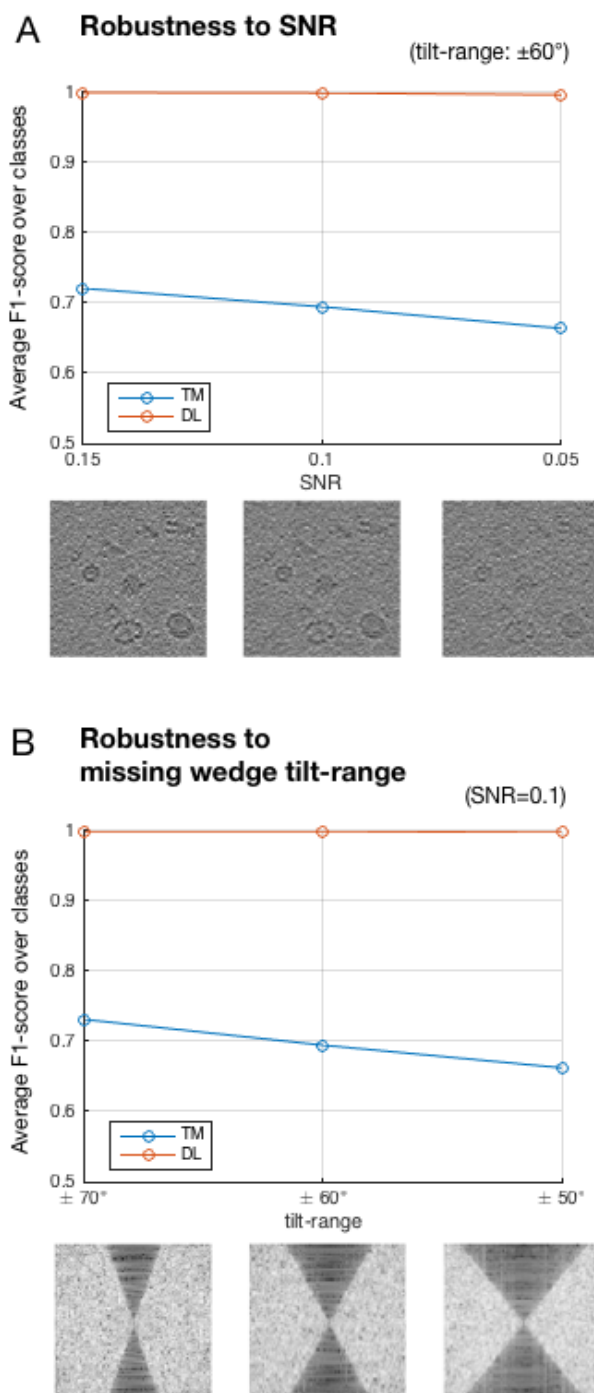 A Robustness to SNR
(tilt-range: ±60°)
Average F1-score over classes
1
0.9
0.8
0.7
0.6
0.5
TM
DL
0.15 0.1 0.05
SNR
B Robustness to
missing wedge tilt-range
(SNR=0.1)
Average F1-score over classes
1
0.9
0.8
0.7
0.6
0.5
TM
DL
± 70° ± 60° ± 50°
tilt-range